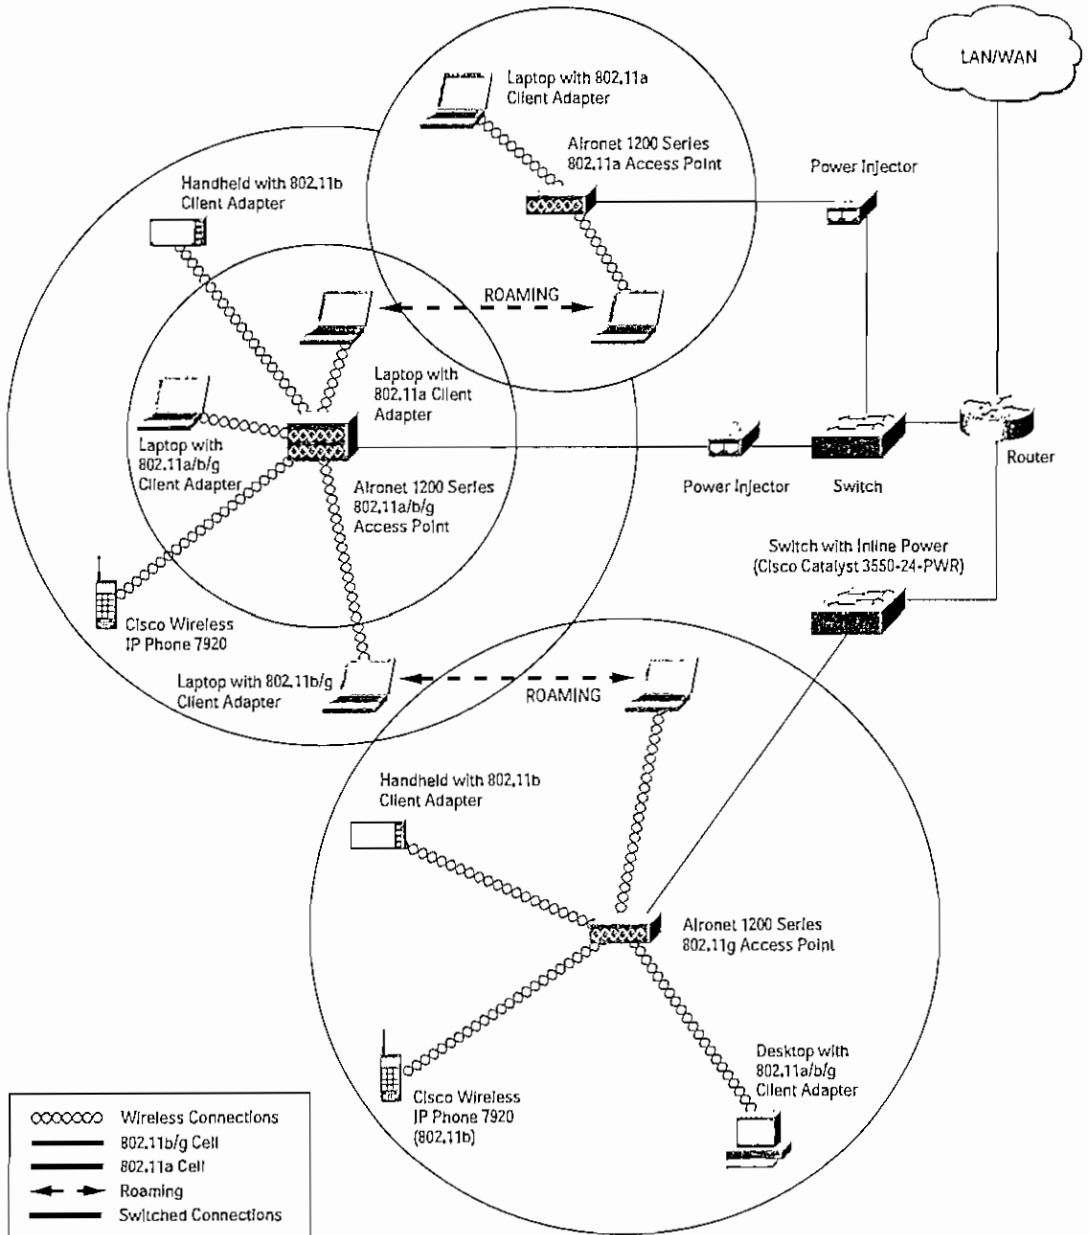 LAN/WAN
Laptop with 802.11a
Client Adapter
Aironet 1200 Series
802.11a Access Point
Power Injector
Handheld with 802.11b
Client Adapter
ROAMING
Laptop with
802.11a Client
Adapter
Laptop with
802.11a/b/g
Client Adapter
Aironet 1200 Series
802.11a/b/g
Access Point
Power Injector
Switch
Router
Switch with Inline Power
(Cisco Catalyst 3550-24-PWR)
Cisco Wireless
IP Phone 7920
Laptop with 802.11b/g
Client Adapter
ROAMING
Handheld with 802.11b
Client Adapter
Aironet 1200 Series
802.11g Access Point
Desktop with
802.11a/b/g
Client Adapter
Cisco Wireless
IP Phone 7920
(802.11b)
Wireless Connections
802.11b/g Cell
802.11a Cell
Roaming
Switched Connections